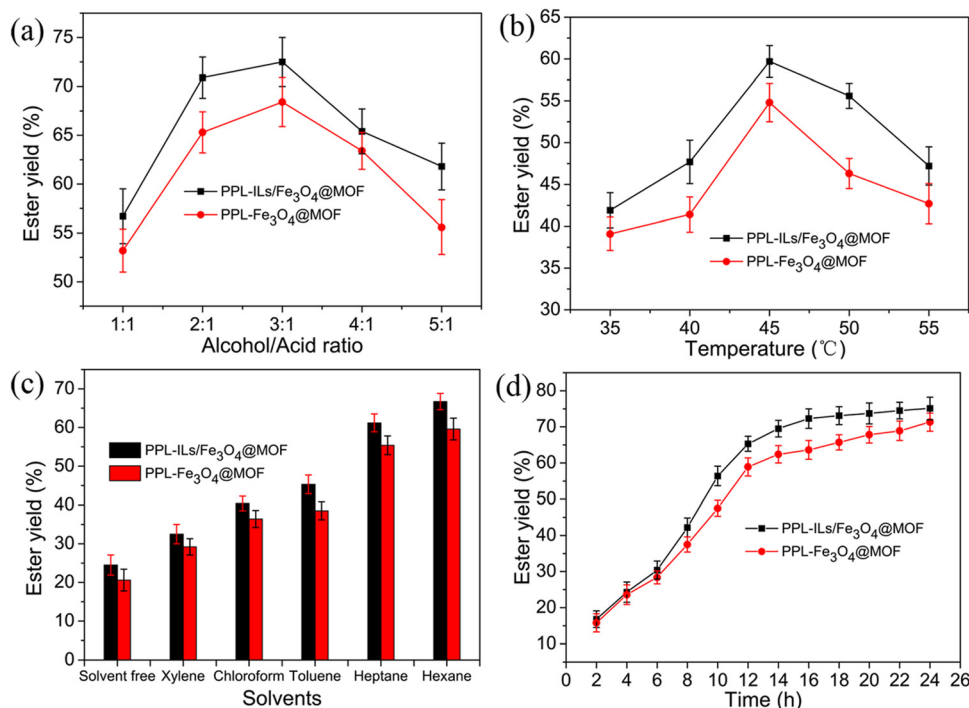 (a)
75
70
65
60
55
50
Ester yield (%)
PPL-ILs/Fe₃O₄@MOF
PPL-Fe₃O₄@MOF
1:1 2:1 3:1 4:1 5:1
Alcohol/Acid ratio
(b)
65
60
55
50
45
40
35
30
Ester yield (%)
PPL-ILs/Fe₃O₄@MOF
PPL-Fe₃O₄@MOF
35 40 45 50 55
Temperature (℃)
(c)
70
60
50
40
30
20
10
0
Ester yield (%)
PPL-ILs/Fe₃O₄@MOF
PPL-Fe₃O₄@MOF
Solvent free Xylene Chloroform Toluene Heptane Hexane
Solvents
(d)
90
80
70
60
50
40
30
20
10
Ester yield (%)
PPL-ILs/Fe₃O₄@MOF
PPL-Fe₃O₄@MOF
0 2 4 6 8 10 12 14 16 18 20 22 24 26
Time (h)